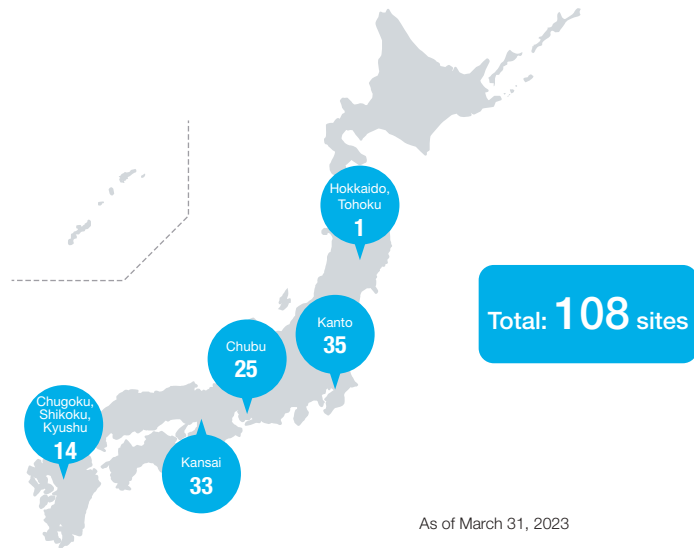 Hokkaido,
Tohoku
1
Kanto
35
Total: 108 sites
Chubu
25
Chugoku,
Shikoku,
Kyushu
14
Kansai
33
As of March 31, 2023